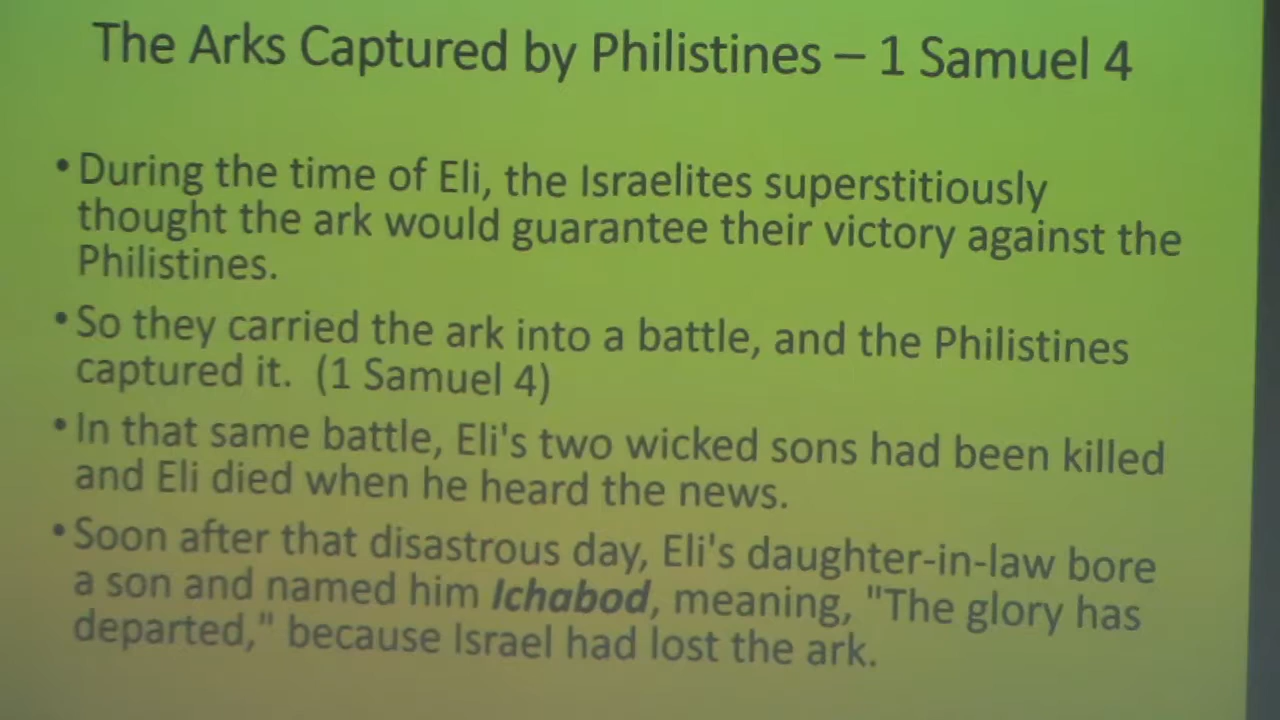 The Arks Captured by Philistines – 1 Samuel 4
• During the time of Eli, the Israelites superstitiously
thought the ark would guarantee their victory against the
Philistines.
• So they carried the ark into a battle, and the Philistines
captured it.  (1 Samuel 4)
• In that same battle, Eli's two wicked sons had been killed
and Eli died when he heard the news.
• Soon after that disastrous day, Eli's daughter-in-law bore
a son and named him Ichabod, meaning, "The glory has
departed," because Israel had lost the ark.